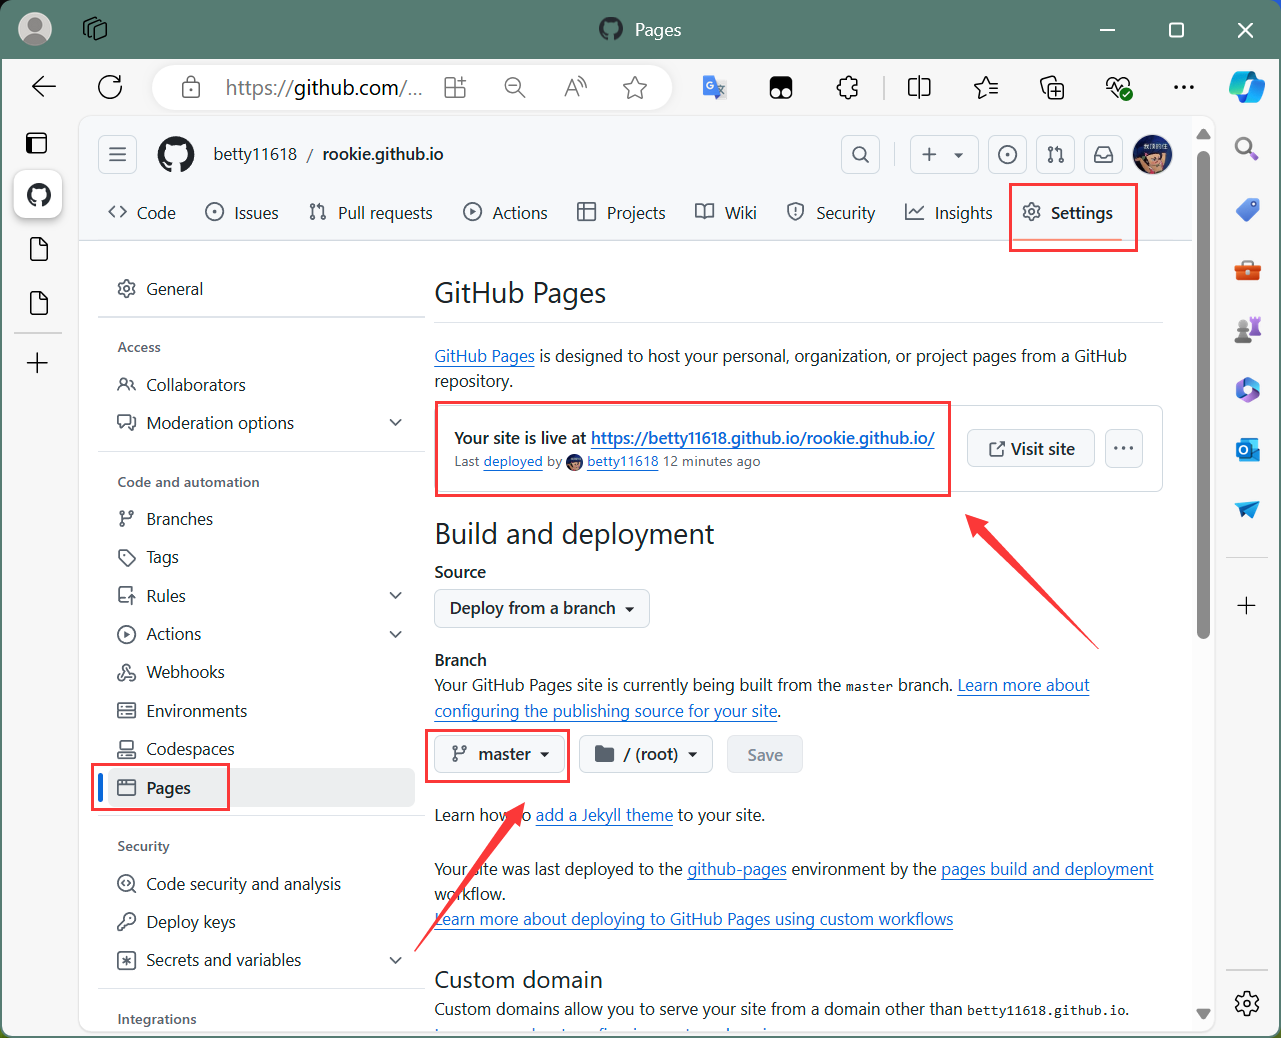 Pages
https://github.com/...
betty11618 / rookie.github.io
Code
Issues
Pull requests
Actions
Projects
Wiki
Security
Insights
Settings
General
Access
Collaborators
Moderation options
Code and automation
Branches
Tags
Rules
Actions
Webhooks
Environments
Codespaces
Pages
Security
Code security and analysis
Deploy keys
Secrets and variables
Integrations
GitHub Pages
GitHub Pages is designed to host your personal, organization, or project pages from a GitHub
repository.
Your site is live at https://betty11618.github.io/rookie.github.io/
Last deployed by betty11618 12 minutes ago
Visit site
Build and deployment
Source
Deploy from a branch
Branch
Your GitHub Pages site is currently being built from the master branch. Learn more about
configuring the publishing source for your site.
master
/ (root)
Save
Learn how to add a Jekyll theme to your site.
Your site was last deployed to the github-pages environment by the pages build and deployment
workflow.
Learn more about deploying to GitHub Pages using custom workflows
Custom domain
Custom domains allow you to serve your site from a domain other than betty11618.github.io.